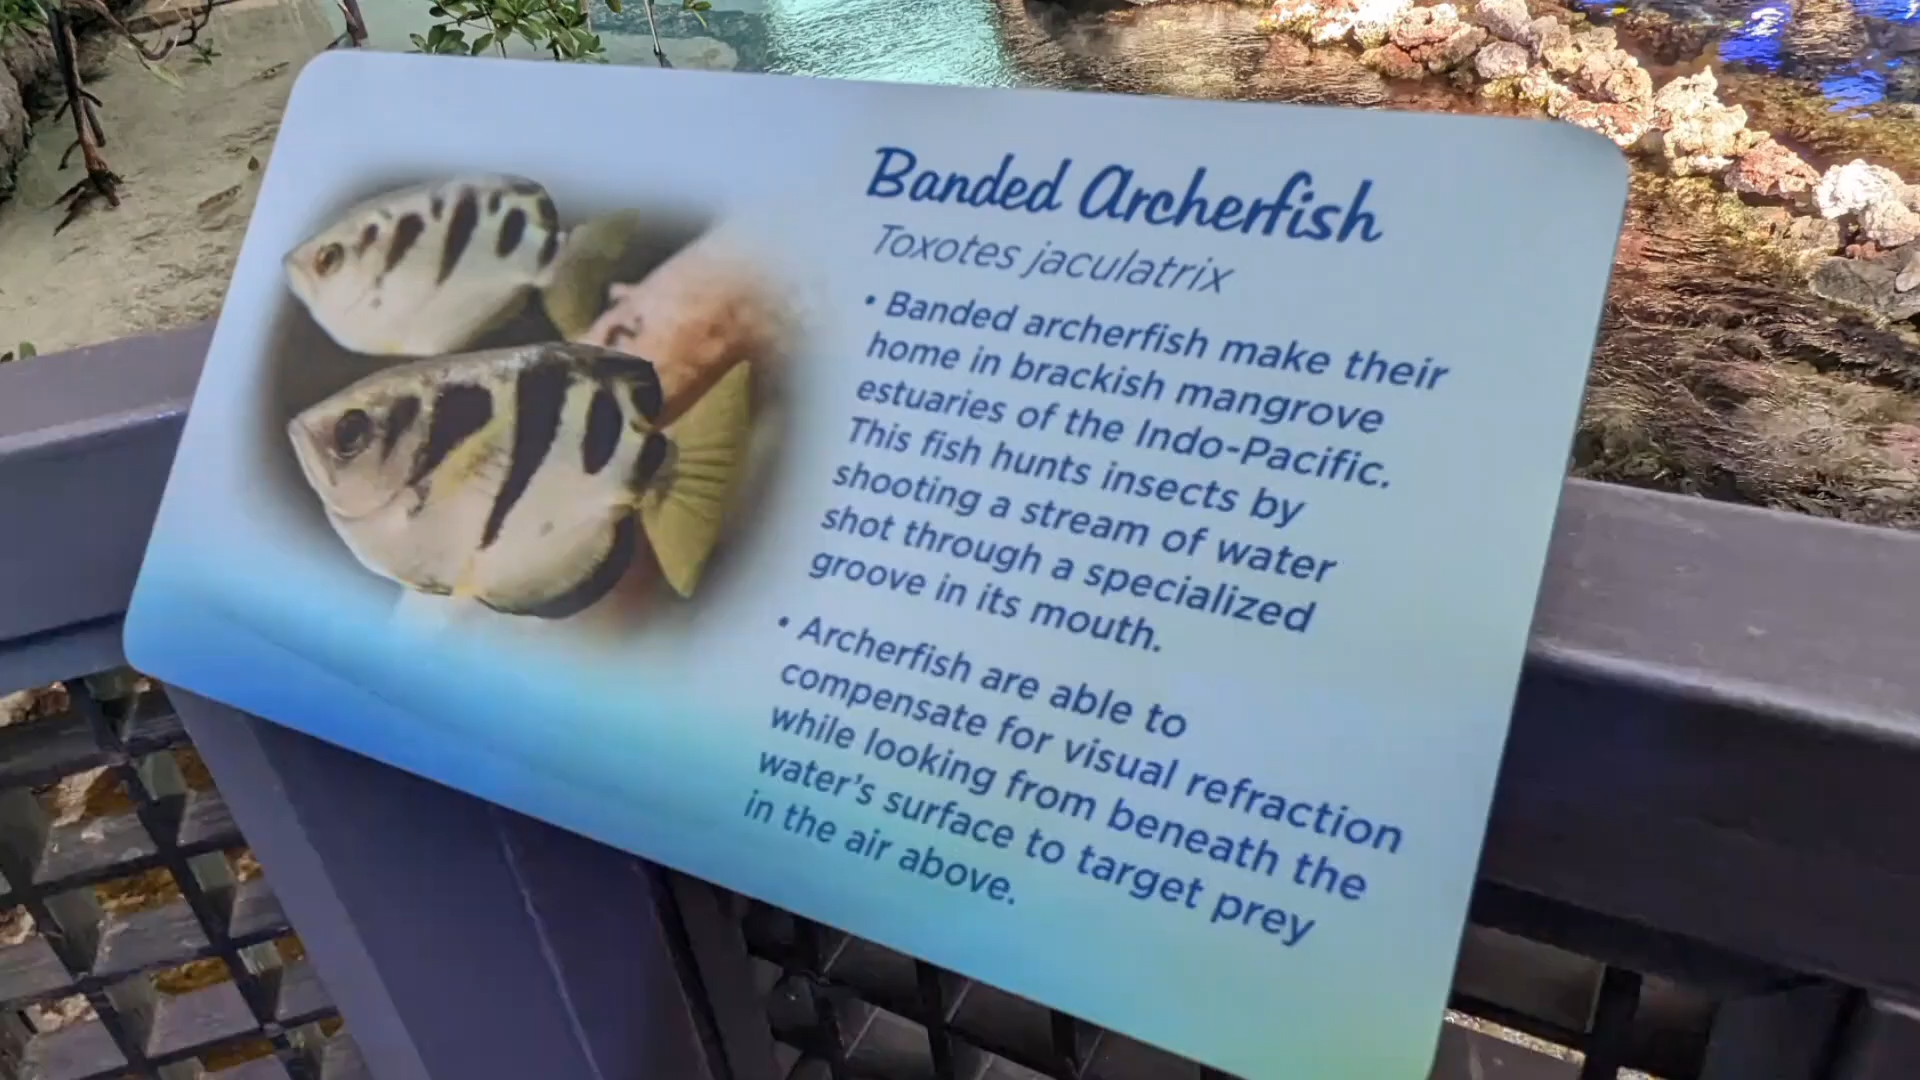 Banded Archerfish
Toxotes jaculatrix
• Banded archerfish make their
home in brackish mangrove
estuaries of the Indo-Pacific.
This fish hunts insects by
shooting a stream of water
shot through a specialized
groove in its mouth.
• Archerfish are able to
compensate for visual refraction
while looking from beneath the
water's surface to target prey
in the air above.